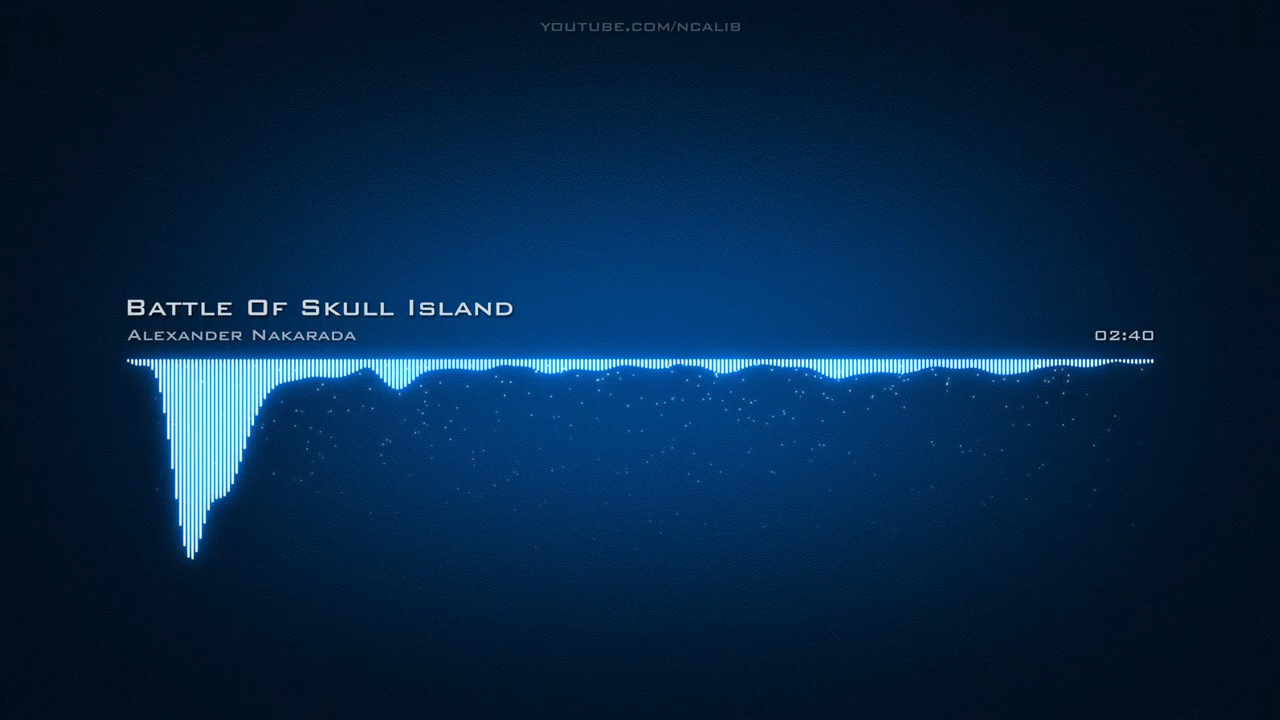 YOUTUBE.COM/NCALIB
Battle Of Skull Island
Alexander Nakarada
02:40